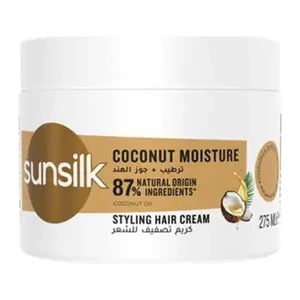 sunsilk
COCONUT MOISTURE
ترطيب + جوز الهند
87% NATURAL ORIGIN
INGREDIENTS*
COCONUT OIL
STYLING HAIR CREAM
كريم تصفيف للشعر
275 ML